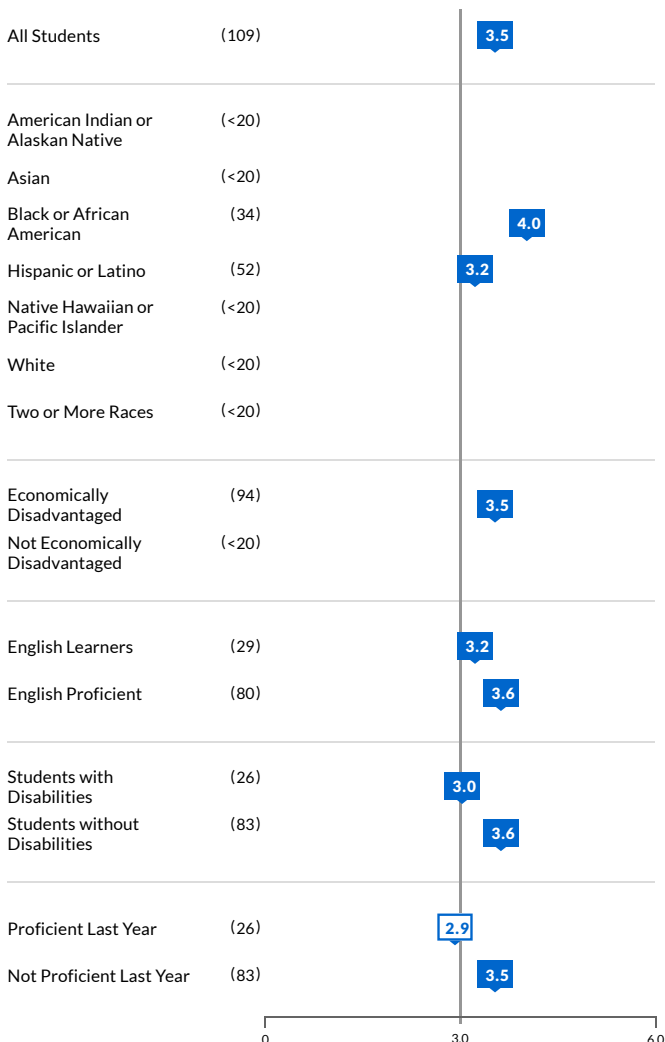 All Students (109) 3.5
American Indian or (<20)
Alaskan Native
Asian (<20)
Black or African (34) 4.0
American
Hispanic or Latino (52) 3.2
Native Hawaiian or (<20)
Pacific Islander
White (<20)
Two or More Races (<20)
Economically (94) 3.5
Disadvantaged
Not Economically (<20)
Disadvantaged
English Learners (29) 3.2
English Proficient (80) 3.6
Students with (26) 3.0
Disabilities
Students without (83) 3.6
Disabilities
Proficient Last Year (26) 2.9
Not Proficient Last Year (83) 3.5
0 3.0 6.0